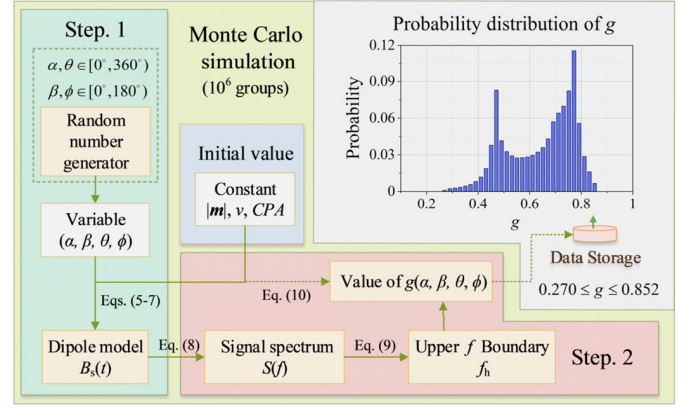 Step. 1
α, θ ∈ [0°, 360°)
β, ϕ ∈ [0°, 180°)
Random
number
generator
Variable
(α, β, θ, ϕ)
Eqs. (5-7)
Dipole model
Bs(t)
Monte Carlo
simulation
(10⁶ groups)
Initial value
Constant
|m|, v, CPA
Probability distribution of g
Probability
0.12
0.09
0.06
0.03
0
0.2
0.4
0.6
0.8
1
g
Data Storage
0.270 ≤ g ≤ 0.852
Eq. (10)
Value of g(α, β, θ, ϕ)
Eq. (8)
Signal spectrum
S(f)
Eq. (9)
Upper f Boundary
fh
Step. 2